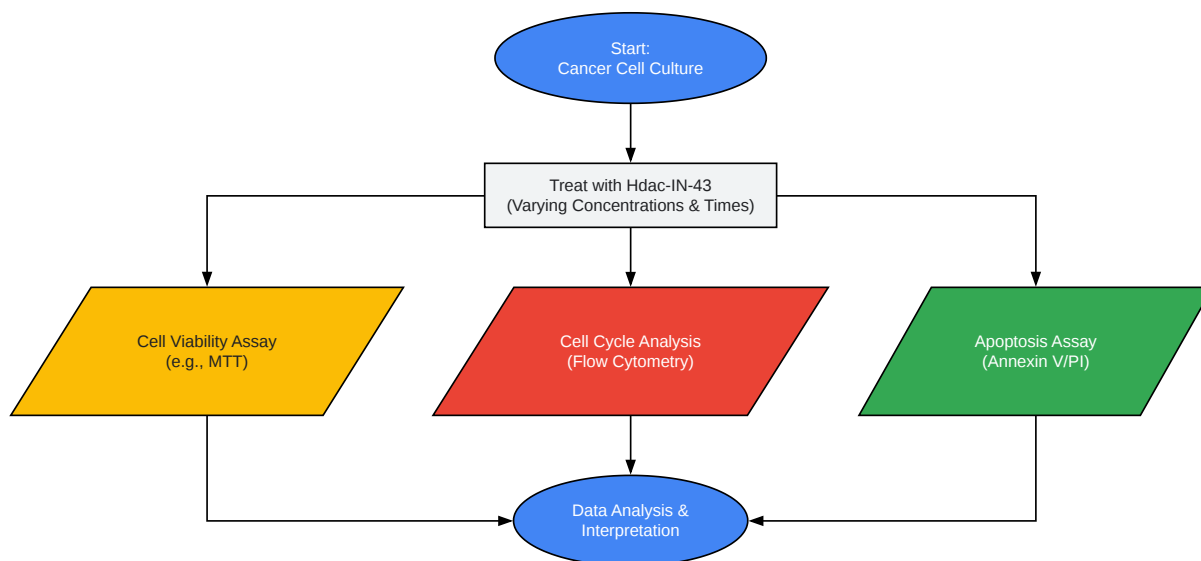 Start:
Cancer Cell Culture
Treat with Hdac-IN-43
(Varying Concentrations & Times)
Cell Viability Assay
(e.g., MTT)
Cell Cycle Analysis
(Flow Cytometry)
Apoptosis Assay
(Annexin V/PI)
Data Analysis &
Interpretation